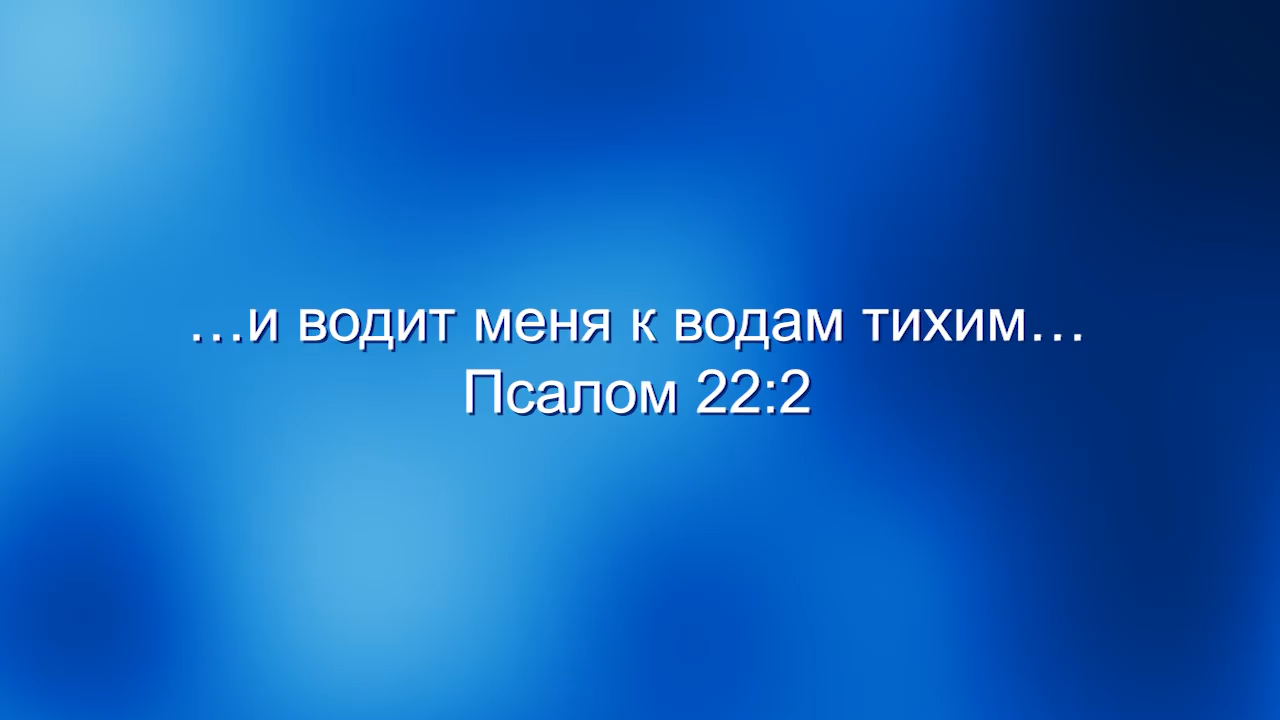 …и водит меня к водам тихим…
Псалом 22:2